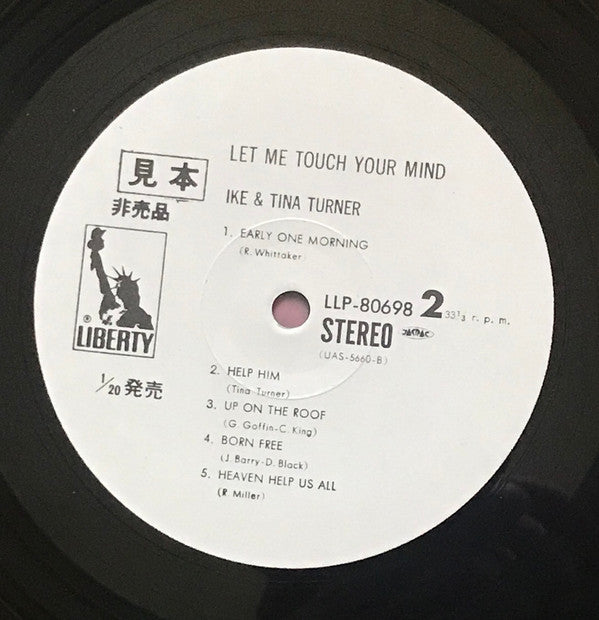 LET ME TOUCH YOUR MIND
見本
非売品
IKE & TINA TURNER
1. EARLY ONE MORNING
(R. Whittaker)
® LIBERTY
1/20 発売
LLP-80698 2 33 1/3 r. p. m.
STEREO
(UAS-5660-B)
2. HELP HIM
(Tina Turner)
3. UP ON THE ROOF
(G. Goffin-C. King)
4. BORN FREE
(J. Barry-D. Black)
5. HEAVEN HELP US ALL
(R. Miller)